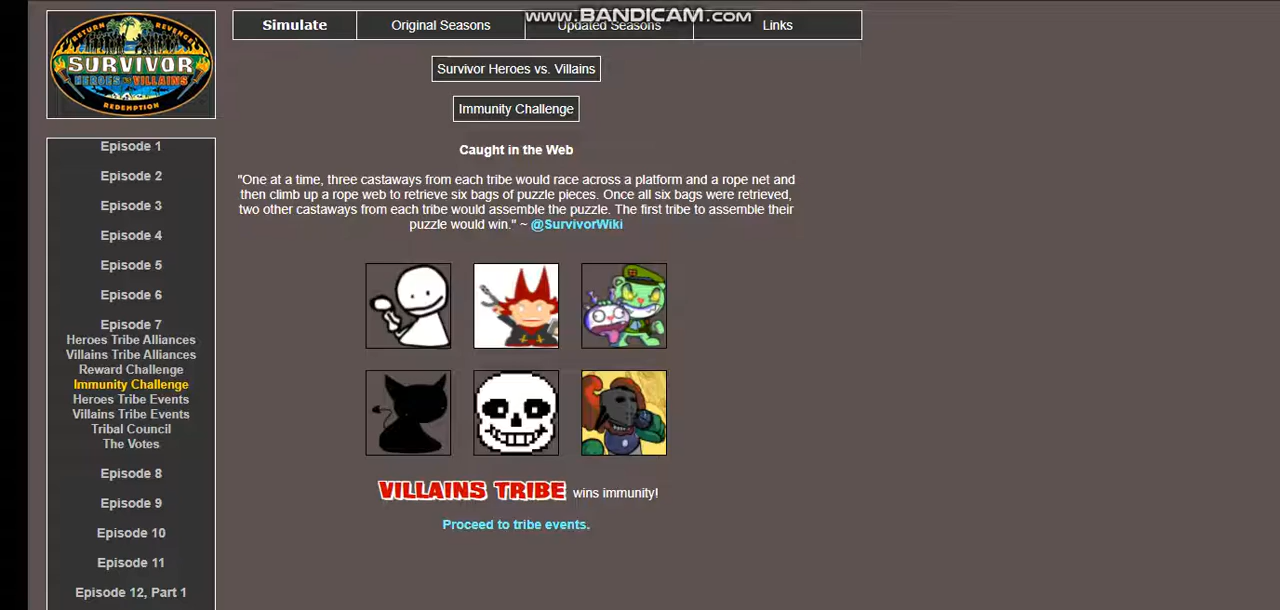 www.BANDICAM.com
RETURN REVENGE
SURVIVOR
HEROES VS VILLAINS
REDEMPTION
Simulate
Original Seasons
Updated Seasons
Links
Survivor Heroes vs. Villains
Immunity Challenge
Caught in the Web
"One at a time, three castaways from each tribe would race across a platform and a rope net and
then climb up a rope web to retrieve six bags of puzzle pieces. Once all six bags were retrieved,
two other castaways from each tribe would assemble the puzzle. The first tribe to assemble their
puzzle would win." ~ @SurvivorWiki
VILLAINS TRIBE wins immunity!
Proceed to tribe events.
Episode 1
Episode 2
Episode 3
Episode 4
Episode 5
Episode 6
Episode 7
Heroes Tribe Alliances
Villains Tribe Alliances
Reward Challenge
Immunity Challenge
Heroes Tribe Events
Villains Tribe Events
Tribal Council
The Votes
Episode 8
Episode 9
Episode 10
Episode 11
Episode 12, Part 1